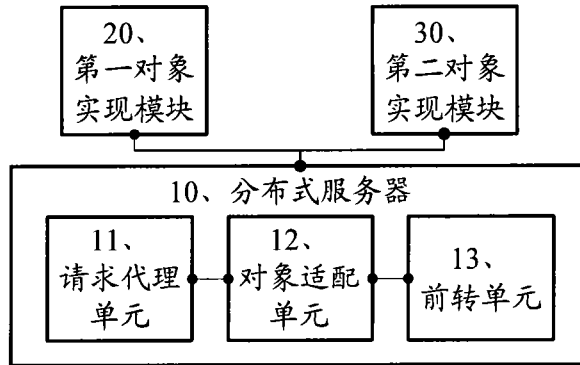 20、
第一对象
实现模块
30、
第二对象
实现模块
10、分布式服务器
11、
请求代理
单元
12、
对象适配
单元
13、
前转单元